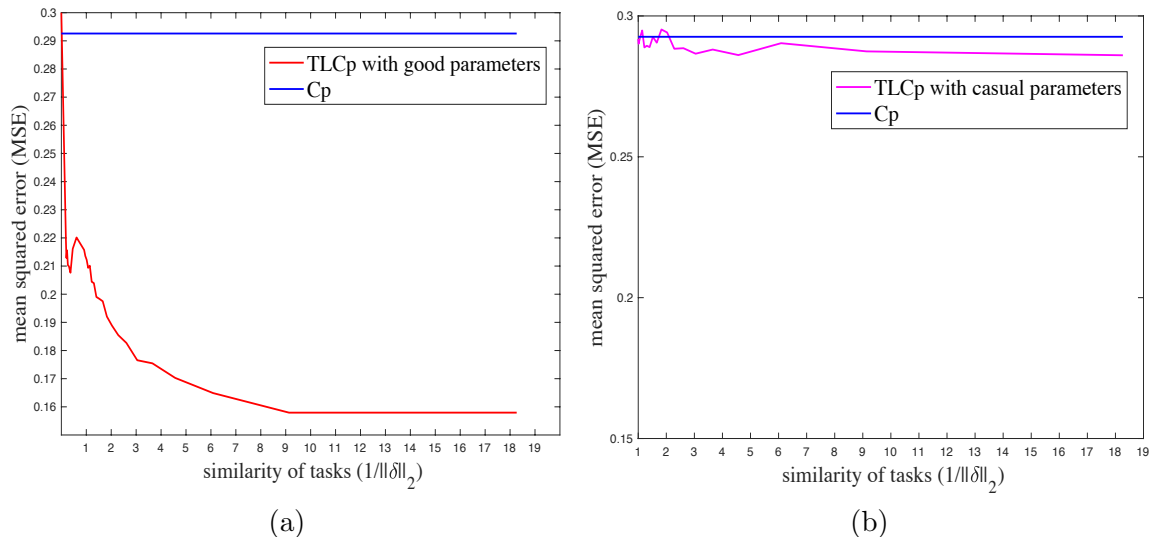 0.3
0.29
0.28
0.27
0.26
0.25
0.24
0.23
0.22
0.21
0.2
0.19
0.18
0.17
0.16
mean squared error (MSE)
TLCp with good parameters
Cp
1 2 3 4 5 6 7 8 9 10 11 12 13 14 15 16 17 18 19
similarity of tasks (1/||δ||₂)
(a)
0.3
0.25
0.2
0.15
mean squared error (MSE)
TLCp with casual parameters
Cp
1 2 3 4 5 6 7 8 9 10 11 12 13 14 15 16 17 18 19
similarity of tasks (1/||δ||₂)
(b)